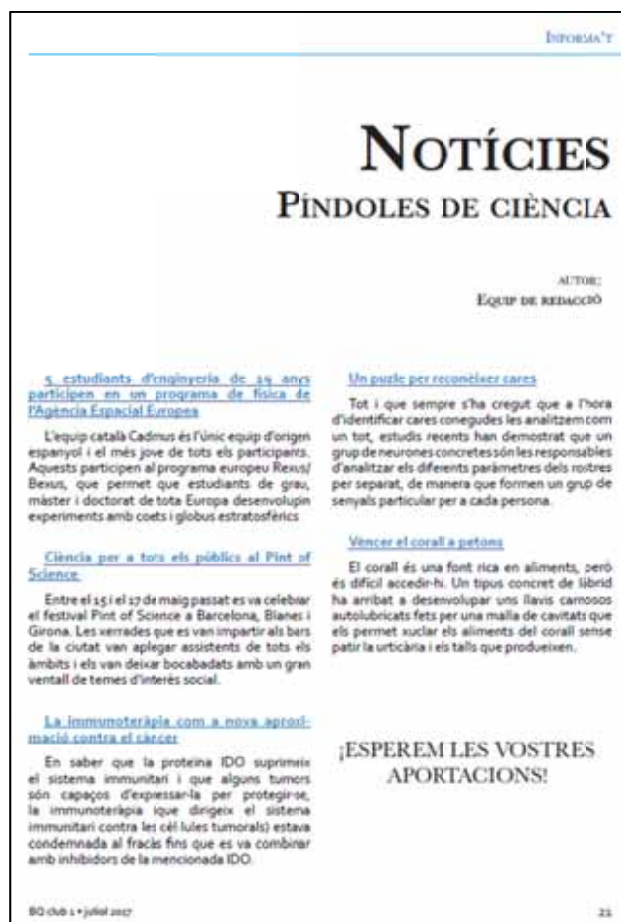 INFORMA'T
NOTÍCIES
PÍNDOLES DE CIÈNCIA
AUTOR:
EQUIP DE REDACCIÓ
5 estudiants d'enginyeria de 19 anys
participen en un programa de física de
l'Agència Espacial Europea
L'equip català Cadmus és l'únic equip d'origen
espanyol i el més jove de tots els participants.
Aquests participen al programa europeu Rexus/
Bexus, que permet que estudiants de grau,
màster i doctorat de tota Europa desenvolupin
experiments amb coets i globus estratosfèrics
Ciència per a tots els públics al Pint of
Science
Entre el 15 i el 17 de maig passat es va celebrar
el festival Pint of Science a Barcelona, Blanes i
Girona. Les xerrades que es van impartir als bars
de la ciutat van aplegar assistents de tots els
àmbits i els van deixar bocabadats amb un gran
ventall de temes d'interès social.
La immunoteràpia com a nova aproxi-
mació contra el càncer
En saber que la proteïna IDO suprimeix
el sistema immunitari i que alguns tumors
són capaços d'expressar-la per protegir-se,
la immunoteràpia (que dirigeix el sistema
immunitari contra les cèl·lules tumorals) estava
condemnada al fracàs fins que es va combinar
amb inhibidors de la mencionada IDO.
Un puzle per reconèixer cares
Tot i que sempre s'ha cregut que a l'hora
d'identificar cares conegudes les analitzem com
un tot, estudis recents han demostrat que un
grup de neurones concretes són les responsables
d'analitzar els diferents paràmetres dels rostres
per separat, de manera que formen un grup de
senyals particular per a cada persona.
Vèncer el corall a petons
El corall és una font rica en aliments, però
és difícil accedir-hi. Un tipus concret de làbrid
ha arribat a desenvolupar uns llavis carnosos
autolubricats fets per una malla de cavitats que
els permet xuclar els aliments del corall sense
patir la urticària i els talls que produeixen.
¡ESPEREM LES VOSTRES
APORTACIONS!
BQ club 1 • juliol 2017
21